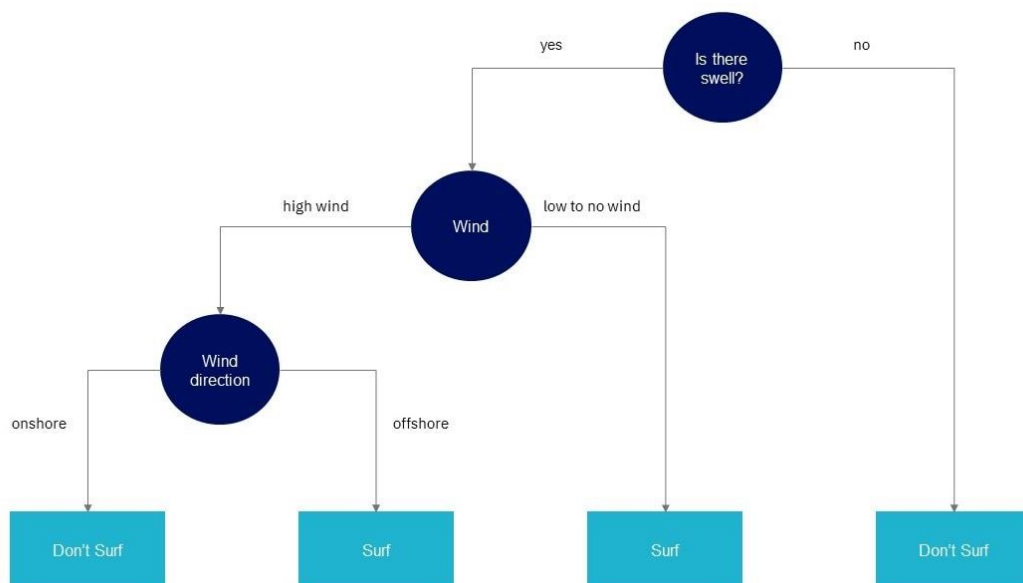 yes
Is there
swell?
no
high wind
Wind
low to no wind
Wind
direction
onshore
offshore
Don't Surf
Surf
Surf
Don't Surf